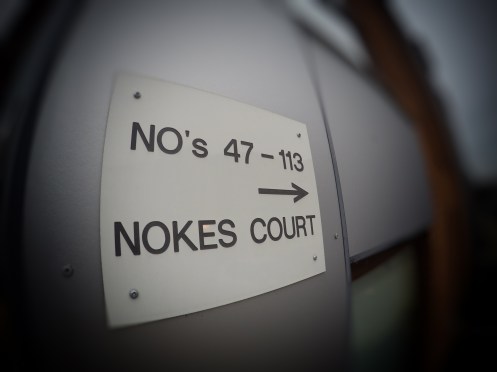 NO's 47 - 113
→
NOKES COURT